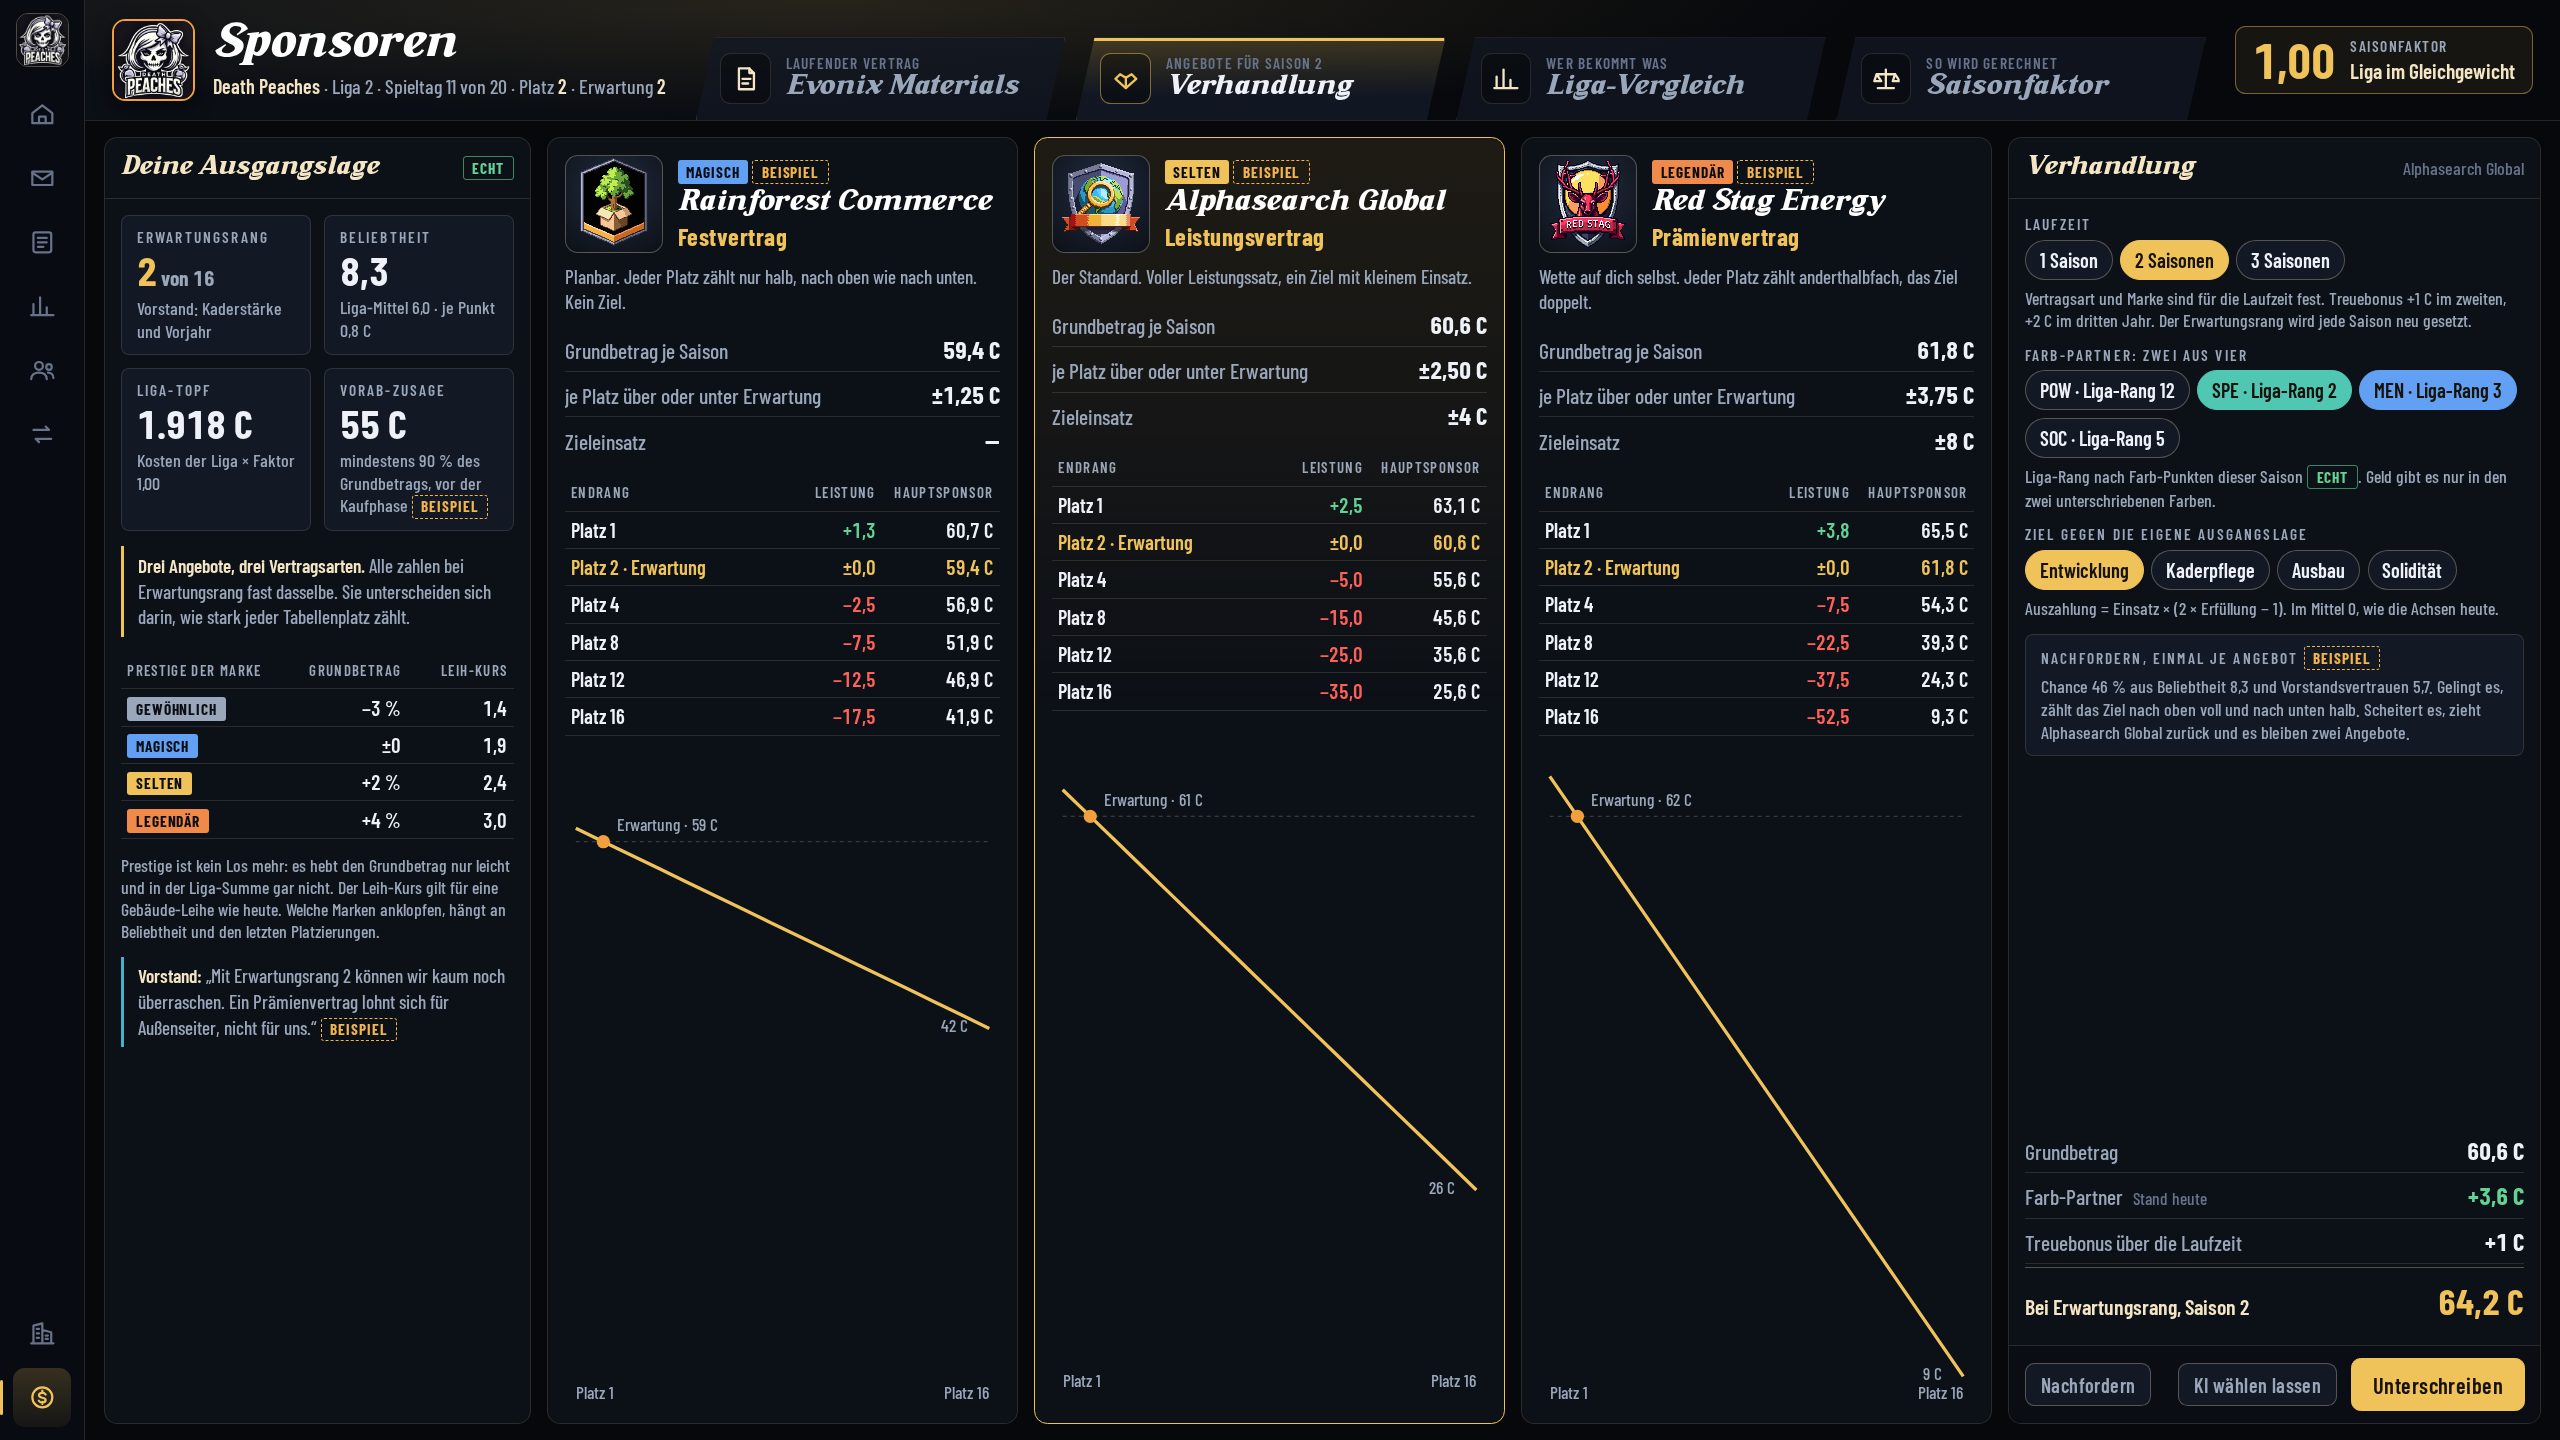 Sponsoren
Death Peaches · Liga 2 · Spieltag 11 von 20 · Platz 2 · Erwartung 2
LAUFENDER VERTRAG
Evonix Materials
ANGEBOTE FÜR SAISON 2
Verhandlung
WER BEKOMMT WAS
Liga-Vergleich
SO WIRD GERECHNET
Saisonfaktor
1,00
SAISONFAKTOR
Liga im Gleichgewicht
Deine Ausgangslage ECHT
ERWARTUNGSRANG
2 von 16
Vorstand: Kaderstärke
und Vorjahr
BELIEBTHEIT
8,3
Liga-Mittel 6,0 · je Punkt
0,8 C
LIGA-TOPF
1.918 C
Kosten der Liga × Faktor
1,00
VORAB-ZUSAGE
55 C
mindestens 90 % des
Grundbetrags, vor der
Kaufphase BEISPIEL
Drei Angebote, drei Vertragsarten. Alle zahlen bei
Erwartungsrang fast dasselbe. Sie unterscheiden sich
darin, wie stark jeder Tabellenplatz zählt.
PRESTIGE DER MARKE GRUNDBETRAG LEIH-KURS
GEWÖHNLICH −3 % 1,4
MAGISCH ±0 1,9
SELTEN +2 % 2,4
LEGENDÄR +4 % 3,0
Prestige ist kein Los mehr: es hebt den Grundbetrag nur leicht
und in der Liga-Summe gar nicht. Der Leih-Kurs gilt für eine
Gebäude-Leihe wie heute. Welche Marken anklopfen, hängt an
Beliebtheit und den letzten Platzierungen.
Vorstand: „Mit Erwartungsrang 2 können wir kaum noch
überraschen. Ein Prämienvertrag lohnt sich für
Außenseiter, nicht für uns.“ BEISPIEL
MAGISCH BEISPIEL
Rainforest Commerce
Festvertrag
Planbar. Jeder Platz zählt nur halb, nach oben wie nach unten.
Kein Ziel.
Grundbetrag je Saison 59,4 C
je Platz über oder unter Erwartung ±1,25 C
Zieleinsatz –
ENDRANG LEISTUNG HAUPTSPONSOR
Platz 1 +1,3 60,7 C
Platz 2 · Erwartung ±0,0 59,4 C
Platz 4 −2,5 56,9 C
Platz 8 −7,5 51,9 C
Platz 12 −12,5 46,9 C
Platz 16 −17,5 41,9 C
Erwartung · 59 C
42 C
Platz 1 Platz 16
SELTEN BEISPIEL
Alphasearch Global
Leistungsvertrag
Der Standard. Voller Leistungssatz, ein Ziel mit kleinem Einsatz.
Grundbetrag je Saison 60,6 C
je Platz über oder unter Erwartung ±2,50 C
Zieleinsatz ±4 C
ENDRANG LEISTUNG HAUPTSPONSOR
Platz 1 +2,5 63,1 C
Platz 2 · Erwartung ±0,0 60,6 C
Platz 4 −5,0 55,6 C
Platz 8 −15,0 45,6 C
Platz 12 −25,0 35,6 C
Platz 16 −35,0 25,6 C
Erwartung · 61 C
26 C
Platz 1 Platz 16
RED STAG
LEGENDÄR BEISPIEL
Red Stag Energy
Prämienvertrag
Wette auf dich selbst. Jeder Platz zählt anderthalbfach, das Ziel
doppelt.
Grundbetrag je Saison 61,8 C
je Platz über oder unter Erwartung ±3,75 C
Zieleinsatz ±8 C
ENDRANG LEISTUNG HAUPTSPONSOR
Platz 1 +3,8 65,5 C
Platz 2 · Erwartung ±0,0 61,8 C
Platz 4 −7,5 54,3 C
Platz 8 −22,5 39,3 C
Platz 12 −37,5 24,3 C
Platz 16 −52,5 9,3 C
Erwartung · 62 C
9 C
Platz 1 Platz 16
Verhandlung Alphasearch Global
LAUFZEIT
1 Saison 2 Saisonen 3 Saisonen
Vertragsart und Marke sind für die Laufzeit fest. Treuebonus +1 C im zweiten,
+2 C im dritten Jahr. Der Erwartungsrang wird jede Saison neu gesetzt.
FARB-PARTNER: ZWEI AUS VIER
POW · Liga-Rang 12 SPE · Liga-Rang 2 MEN · Liga-Rang 3
SOC · Liga-Rang 5
Liga-Rang nach Farb-Punkten dieser Saison ECHT . Geld gibt es nur in den
zwei unterschriebenen Farben.
ZIEL GEGEN DIE EIGENE AUSGANGSLAGE
Entwicklung Kaderpflege Ausbau Solidität
Auszahlung = Einsatz × (2 × Erfüllung − 1). Im Mittel 0, wie die Achsen heute.
NACHFORDERN, EINMAL JE ANGEBOT BEISPIEL
Chance 46 % aus Beliebtheit 8,3 und Vorstandsvertrauen 5,7. Gelingt es,
zählt das Ziel nach oben voll und nach unten halb. Scheitert es, zieht
Alphasearch Global zurück und es bleiben zwei Angebote.
Grundbetrag 60,6 C
Farb-Partner Stand heute +3,6 C
Treuebonus über die Laufzeit +1 C
Bei Erwartungsrang, Saison 2 64,2 C
Nachfordern KI wählen lassen Unterschreiben
DEATH
PEACHES